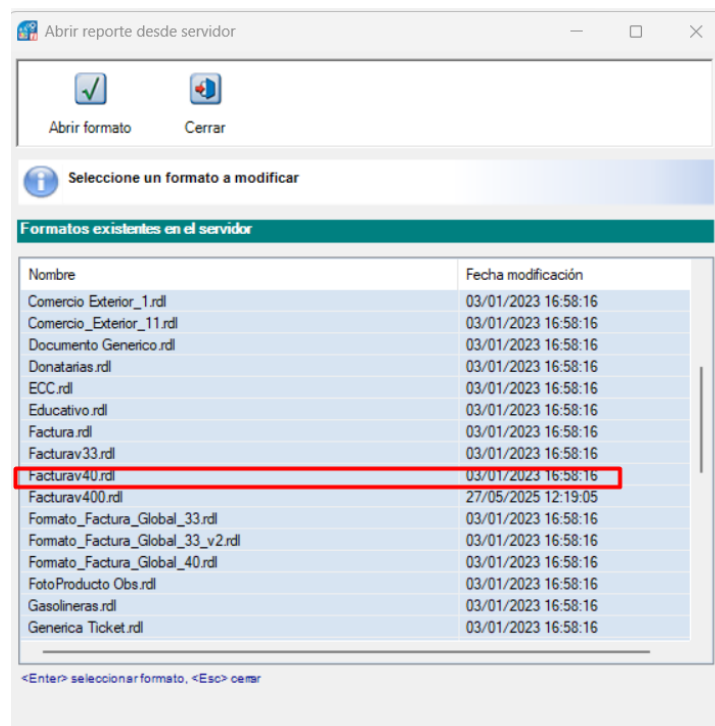 Abrir reporte desde servidor
Abrir formato Cerrar
Seleccione un formato a modificar
Formatos existentes en el servidor
Nombre Fecha modificación
Comercio Exterior_1.rdl 03/01/2023 16:58:16
Comercio_Exterior_11.rdl 03/01/2023 16:58:16
Documento Generico.rdl 03/01/2023 16:58:16
Donatarias.rdl 03/01/2023 16:58:16
ECC.rdl 03/01/2023 16:58:16
Educativo.rdl 03/01/2023 16:58:16
Factura.rdl 03/01/2023 16:58:16
Facturav33.rdl 03/01/2023 16:58:16
Facturav40.rdl 03/01/2023 16:58:16
Facturav400.rdl 27/05/2025 12:19:05
Formato_Factura_Global_33.rdl 03/01/2023 16:58:16
Formato_Factura_Global_33_v2.rdl 03/01/2023 16:58:16
Formato_Factura_Global_40.rdl 03/01/2023 16:58:16
FotoProducto Obs.rdl 03/01/2023 16:58:16
Gasolineras.rdl 03/01/2023 16:58:16
Generica Ticket.rdl 03/01/2023 16:58:16
<Enter> seleccionar formato, <Esc> cerrar